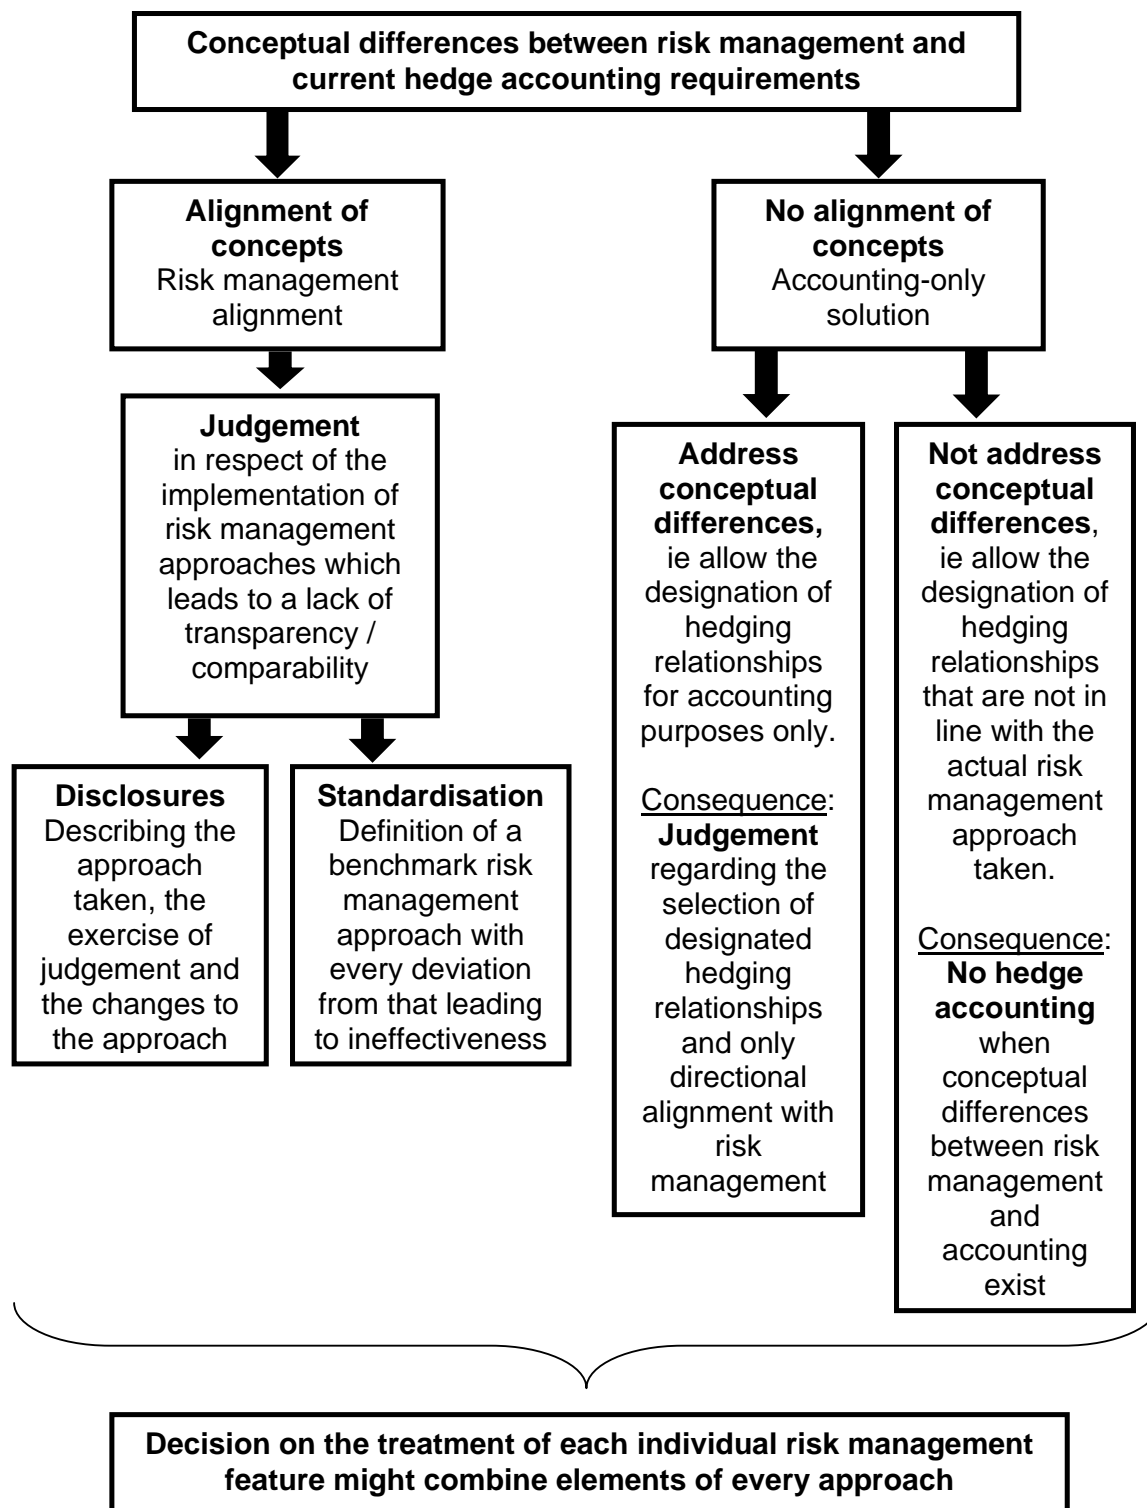 Conceptual differences between risk management and
current hedge accounting requirements
Alignment of
concepts
Risk management
alignment
No alignment of
concepts
Accounting-only
solution
Judgement
in respect of the
implementation of
risk management
approaches which
leads to a lack of
transparency /
comparability
Disclosures
Describing the
approach
taken, the
exercise of
judgement and
the changes to
the approach
Standardisation
Definition of a
benchmark risk
management
approach with
every deviation
from that leading
to ineffectiveness
Address
conceptual
differences,
ie allow the
designation of
hedging
relationships
for accounting
purposes only.
Consequence:
Judgement
regarding the
selection of
designated
hedging
relationships
and only
directional
alignment with
risk
management
Not address
conceptual
differences,
ie allow the
designation of
hedging
relationships
that are not in
line with the
actual risk
management
approach
taken.
Consequence:
No hedge
accounting
when
conceptual
differences
between risk
management
and
accounting
exist
Decision on the treatment of each individual risk management
feature might combine elements of every approach